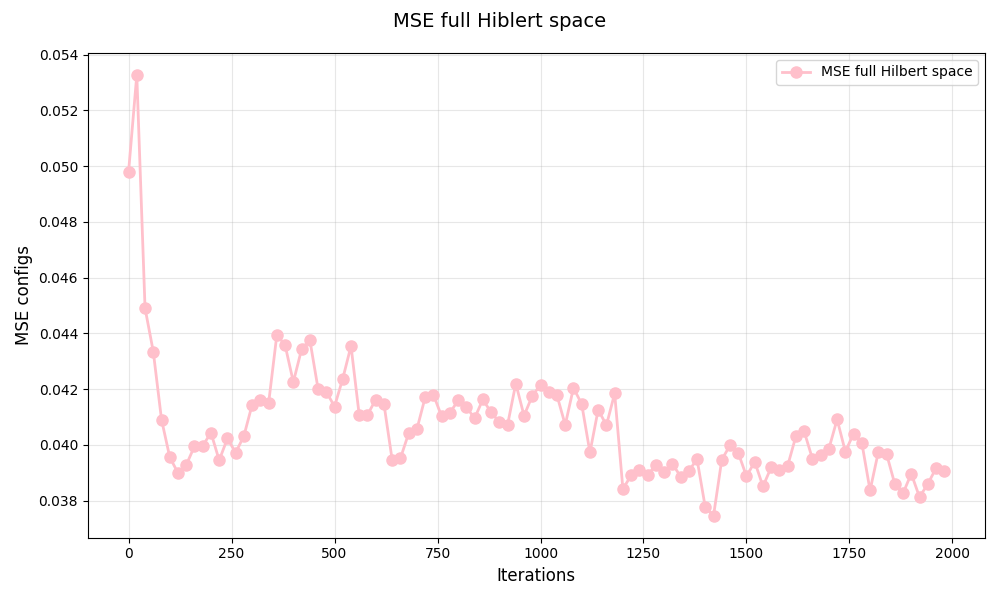 MSE full Hiblert space
MSE full Hilbert space
0.054
0.052
0.050
0.048
0.046
0.044
0.042
0.040
0.038
MSE configs
0 250 500 750 1000 1250 1500 1750 2000
Iterations